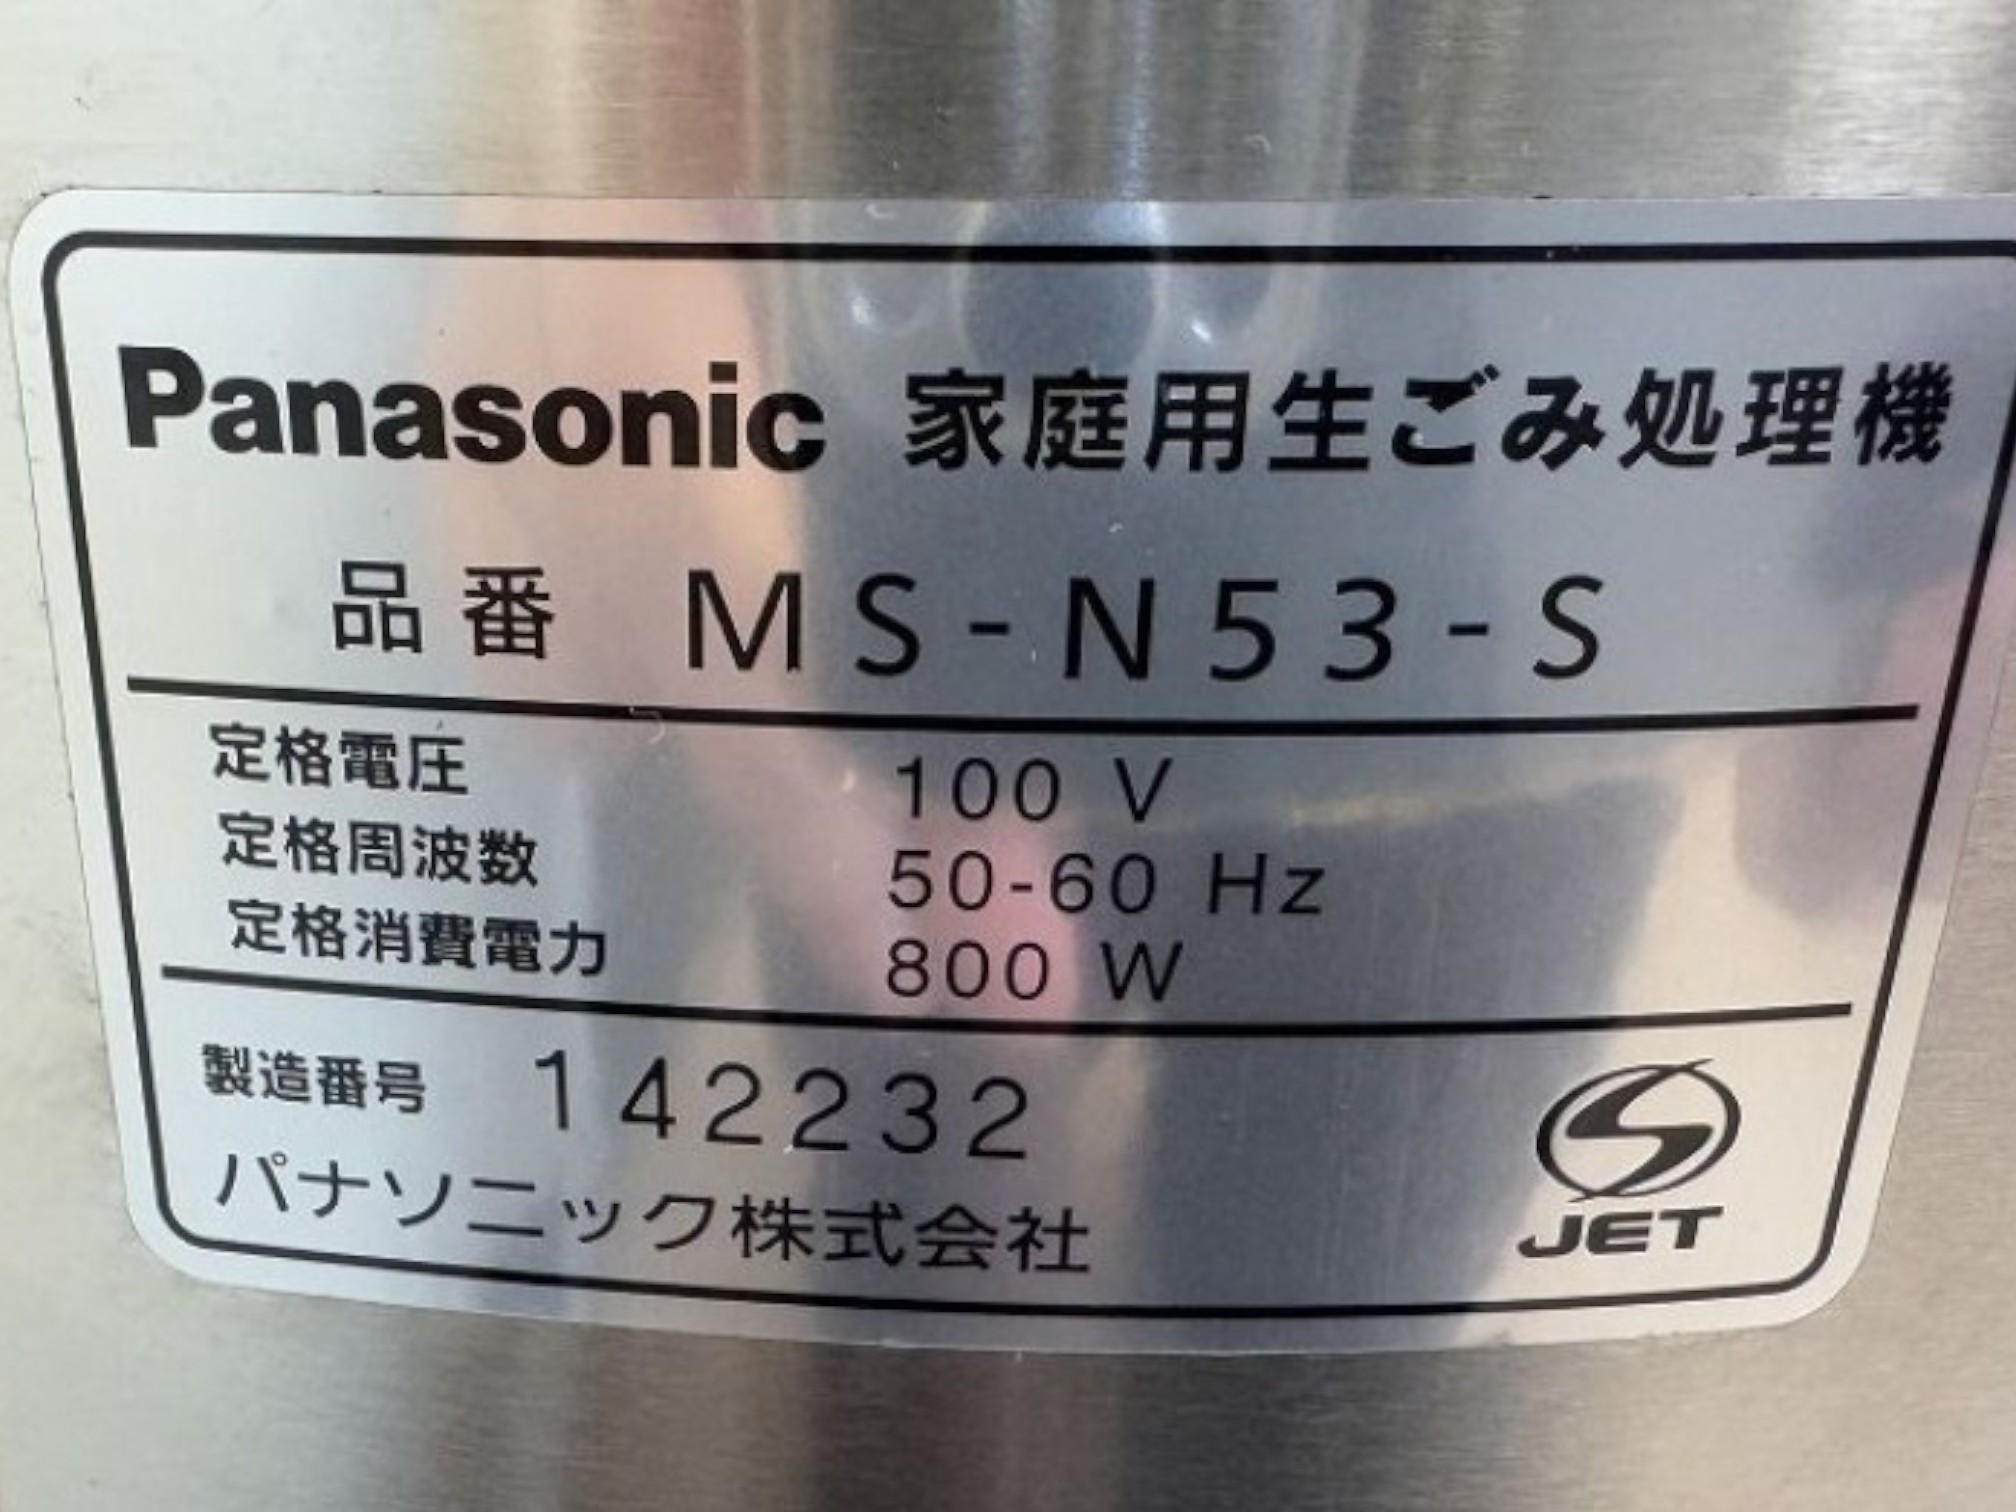 Panasonic 家庭用生ごみ処理機
品番 MS-N53-S
定格電圧 100 V
定格周波数 50-60 Hz
定格消費電力 800 W
製造番号 142232
パナソニック株式会社
JET